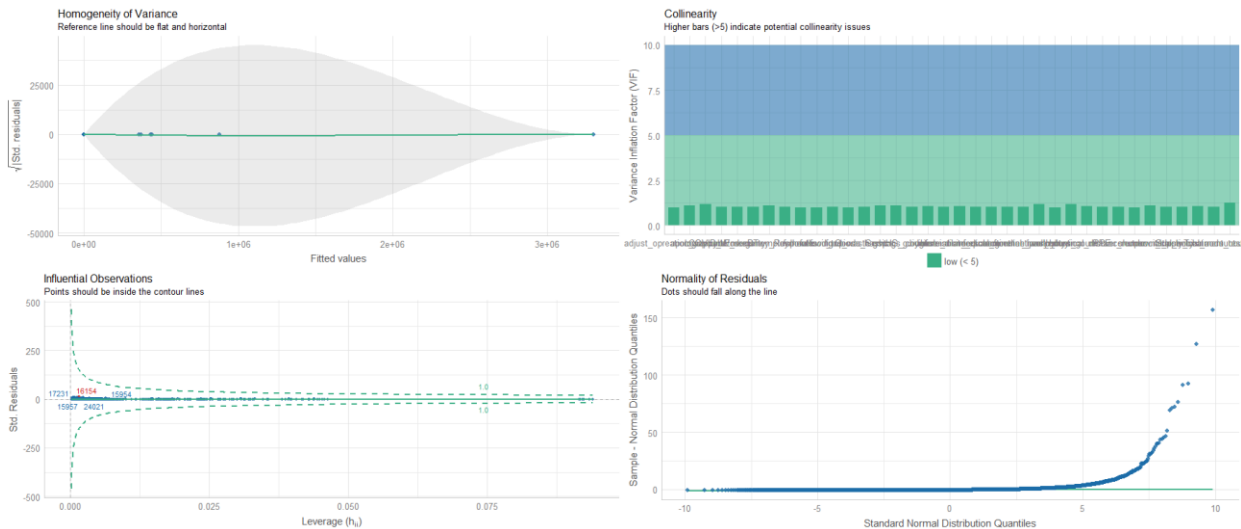 Homogeneity of Variance
Reference line should be flat and horizontal
√|Std. residuals|
25000
0
-25000
-50000
0e+00
1e+06
2e+06
3e+06
Fitted values
Collinearity
Higher bars (>5) indicate potential collinearity issues
Variance Inflation Factor (VIF)
10.0
7.5
5.0
2.5
0.0
low (< 5)
Influential Observations
Points should be inside the contour lines
Std. Residuals
500
250
0
-250
-500
17231
16154
15954
15957
24021
1.0
1.0
0.000
0.025
0.050
0.075
Leverage (hᵢᵢ)
Normality of Residuals
Dots should fall along the line
Sample - Normal Distribution Quantiles
150
100
50
0
-10
-5
0
5
10
Standard Normal Distribution Quantiles